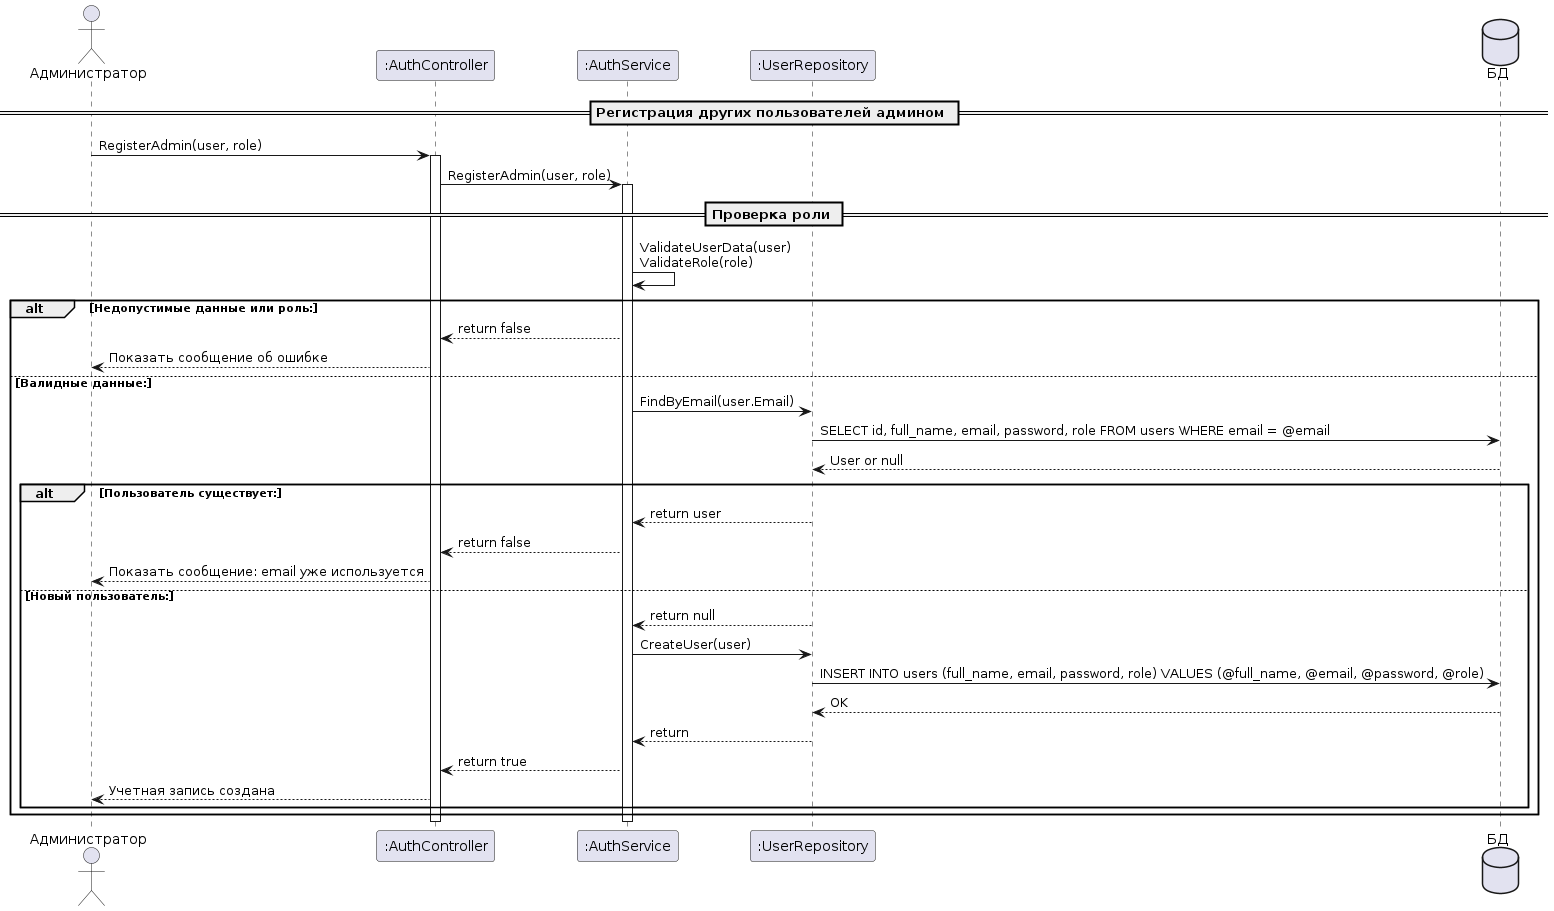 Администратор
:AuthController
:AuthService
:UserRepository
БД
Регистрация других пользователей админом
RegisterAdmin(user, role)
RegisterAdmin(user, role)
Проверка роли
ValidateUserData(user)
ValidateRole(role)
alt [Недопустимые данные или роль:]
return false
Показать сообщение об ошибке
[Валидные данные:]
FindByEmail(user.Email)
SELECT id, full_name, email, password, role FROM users WHERE email = @email
User or null
alt [Пользователь существует:]
return user
return false
Показать сообщение: email уже используется
[Новый пользователь:]
return null
CreateUser(user)
INSERT INTO users (full_name, email, password, role) VALUES (@full_name, @email, @password, @role)
OK
return
return true
Учетная запись создана
Администратор
:AuthController
:AuthService
:UserRepository
БД